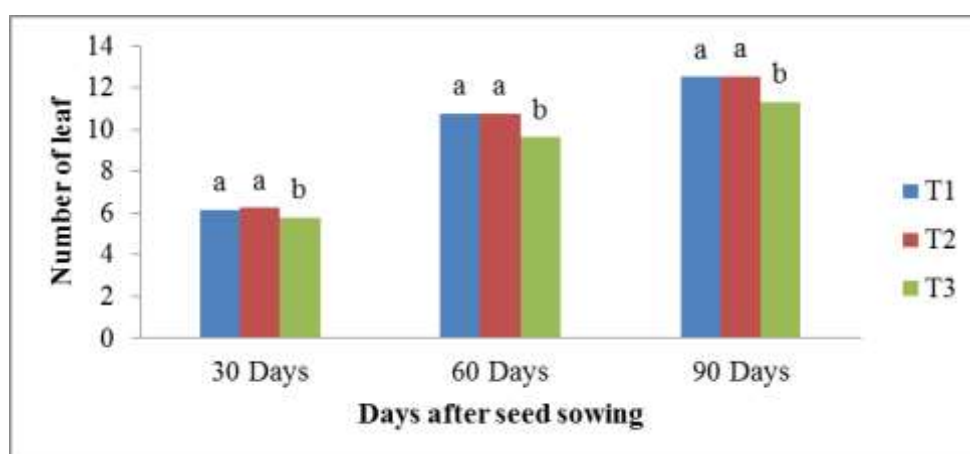 14
12
10
8
6
4
2
0
Number of leaf
a a b
a a b
a a b
30 Days 60 Days 90 Days
Days after seed sowing
T1
T2
T3